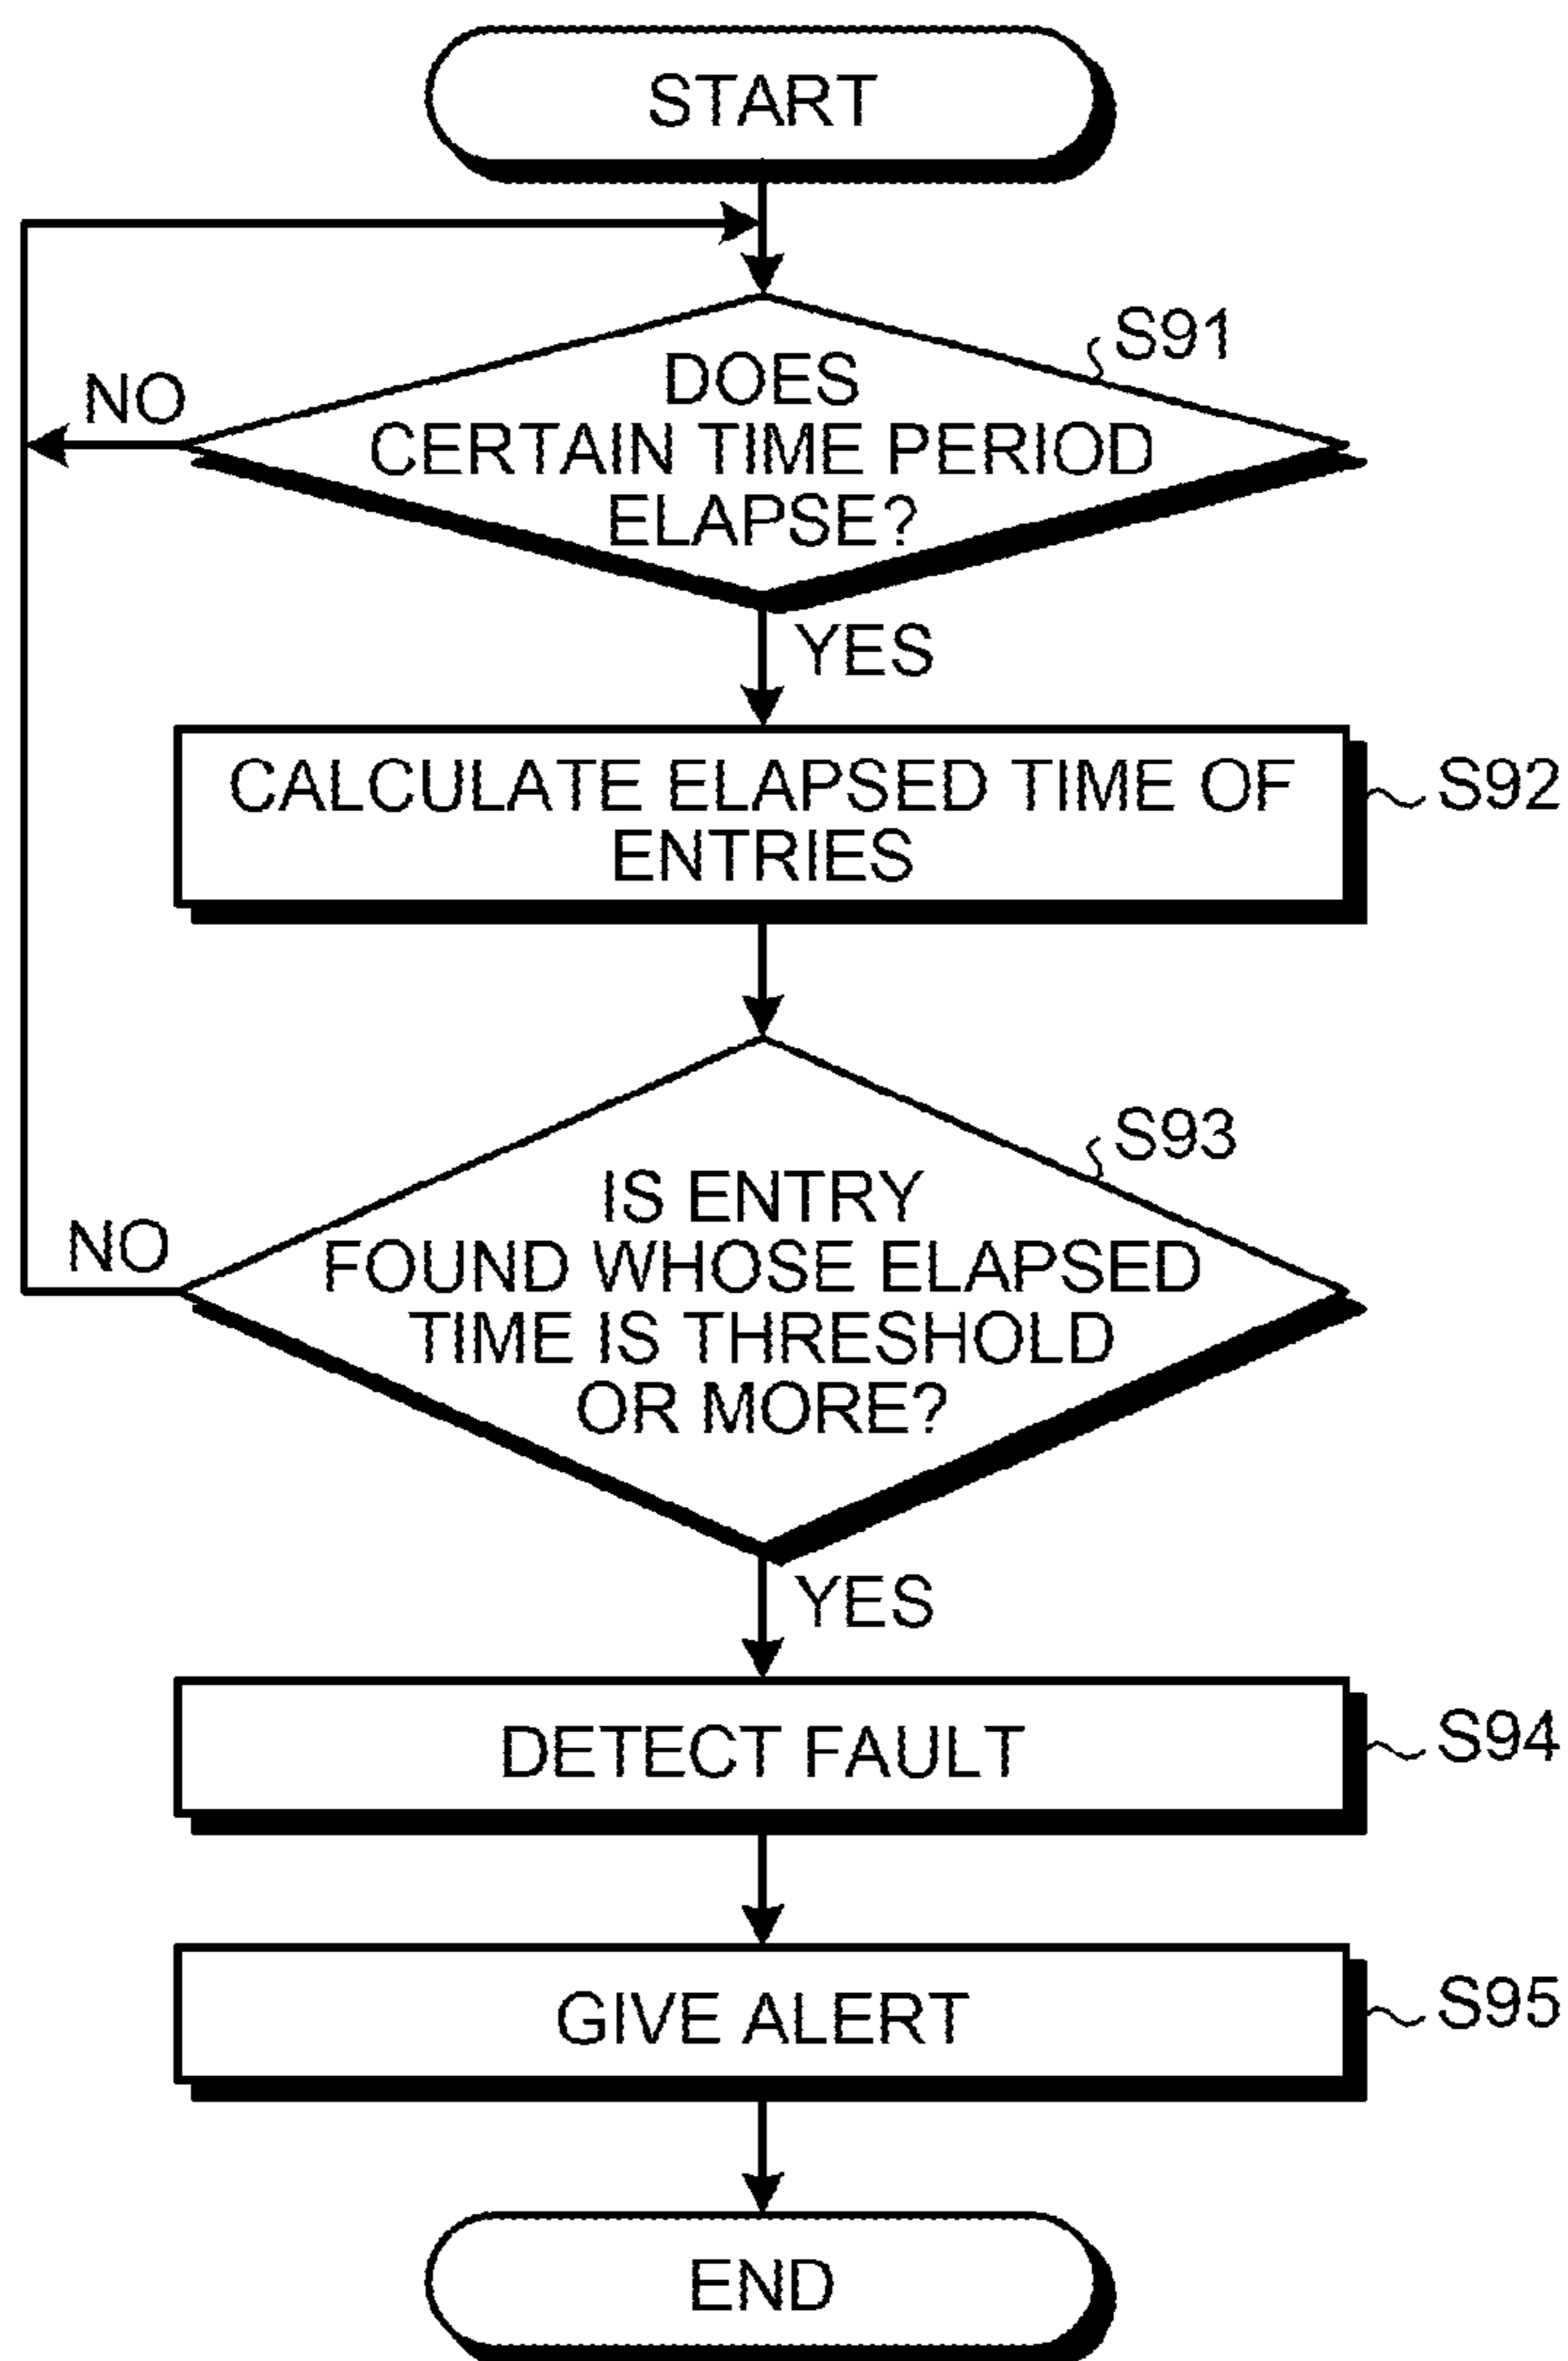 START
S91
NO
DOES
CERTAIN TIME PERIOD
ELAPSE?
YES
CALCULATE ELAPSED TIME OF
ENTRIES
S92
S93
NO
IS ENTRY
FOUND WHOSE ELAPSED
TIME IS THRESHOLD
OR MORE?
YES
DETECT FAULT
S94
GIVE ALERT
S95
END